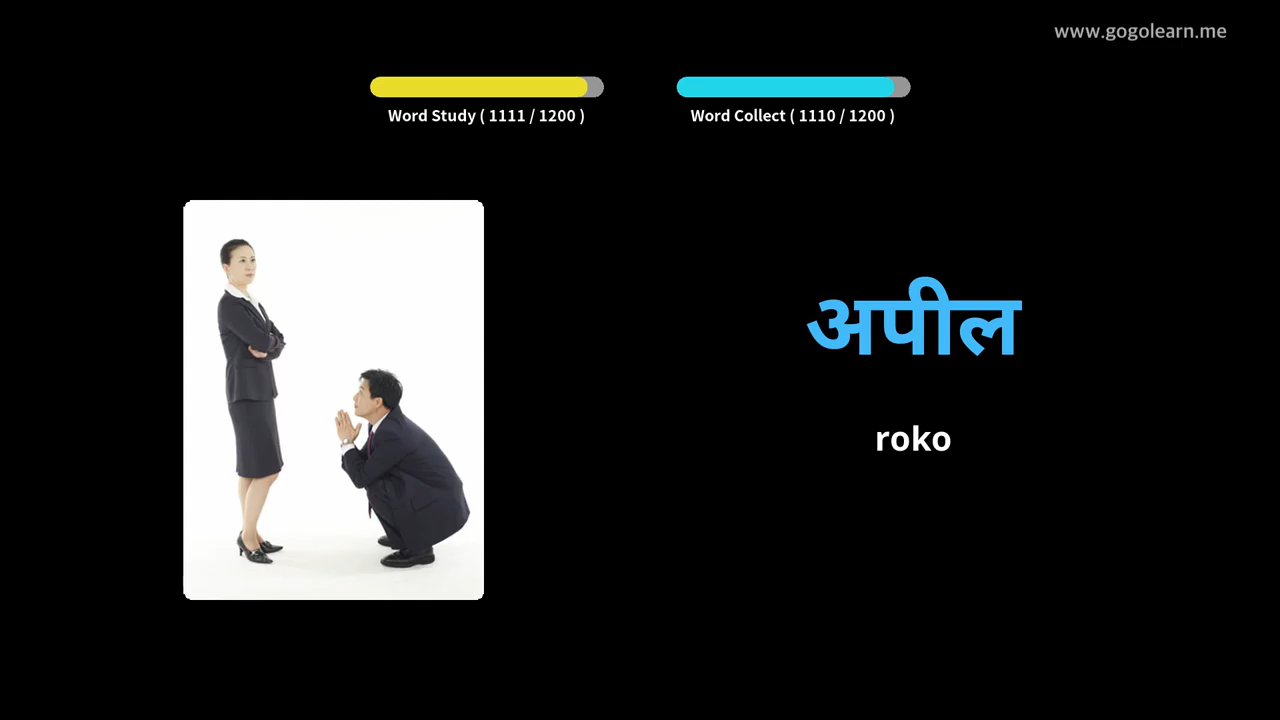 www.gogolearn.me
Word Study ( 1111 / 1200 )
Word Collect ( 1110 / 1200 )
अपील
roko